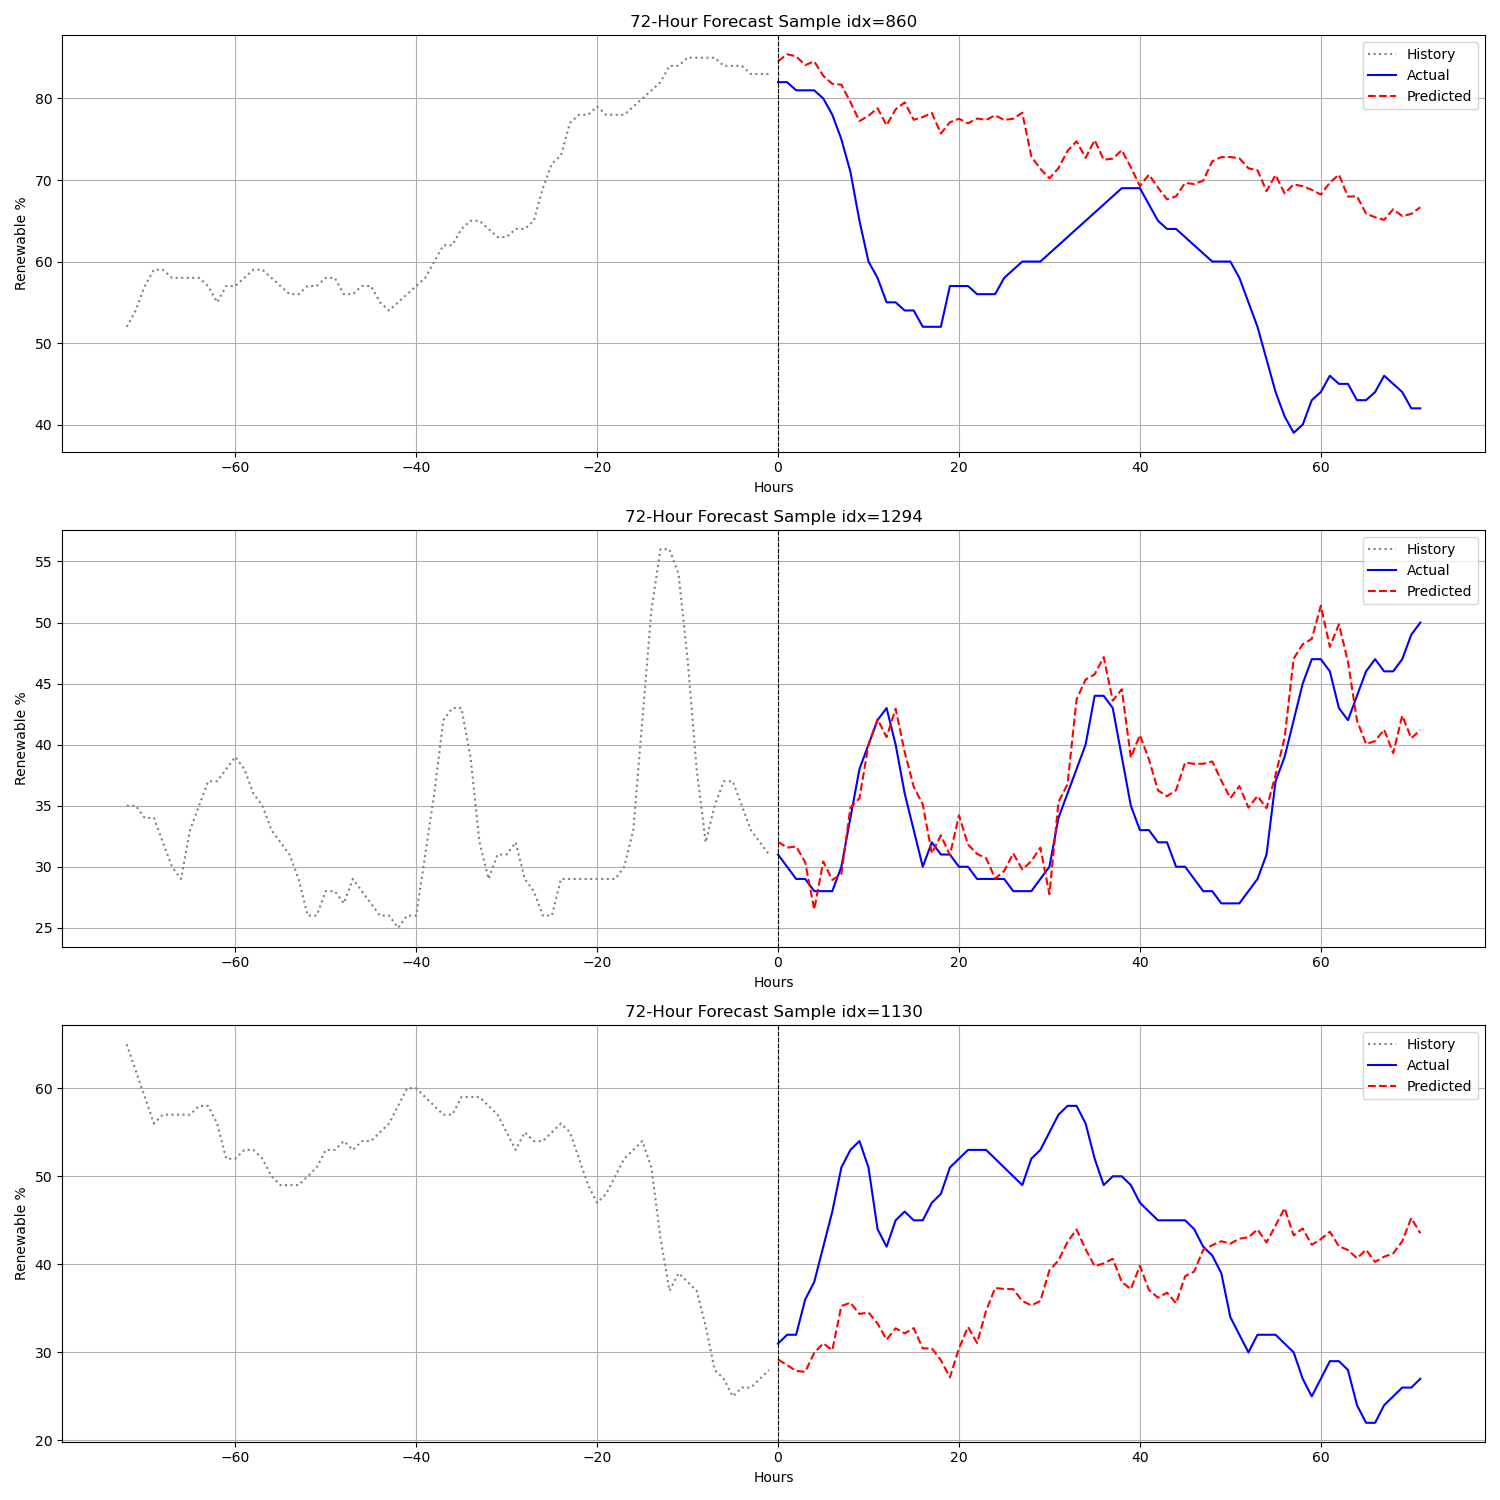 72-Hour Forecast Sample idx=860
History
Actual
Predicted
Renewable %
80
70
60
50
40
−60 −40 −20 0 20 40 60
Hours
72-Hour Forecast Sample idx=1294
History
Actual
Predicted
Renewable %
55
50
45
40
35
30
25
−60 −40 −20 0 20 40 60
Hours
72-Hour Forecast Sample idx=1130
History
Actual
Predicted
Renewable %
60
50
40
30
20
−60 −40 −20 0 20 40 60
Hours